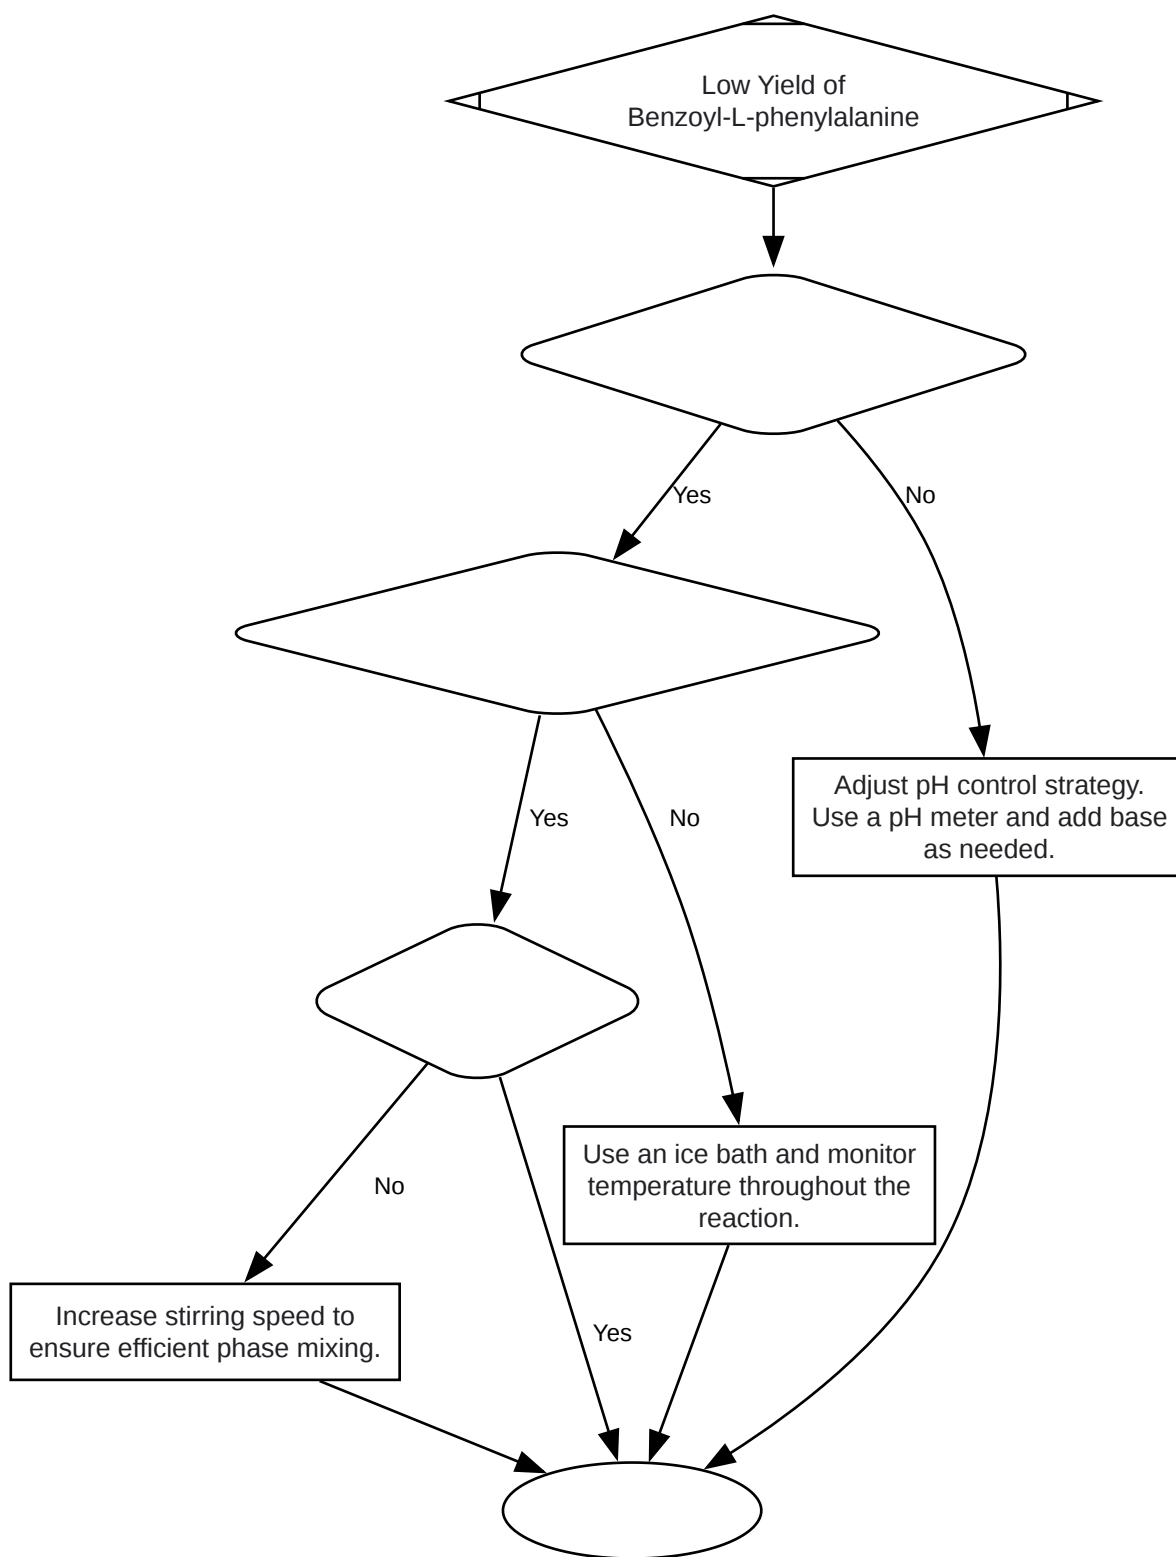 Low Yield of
Benzoyl-L-phenylalanine
Yes
No
Adjust pH control strategy.
Use a pH meter and add base
as needed.
Yes
No
Use an ice bath and monitor
temperature throughout the
reaction.
No
Increase stirring speed to
ensure efficient phase mixing.
Yes